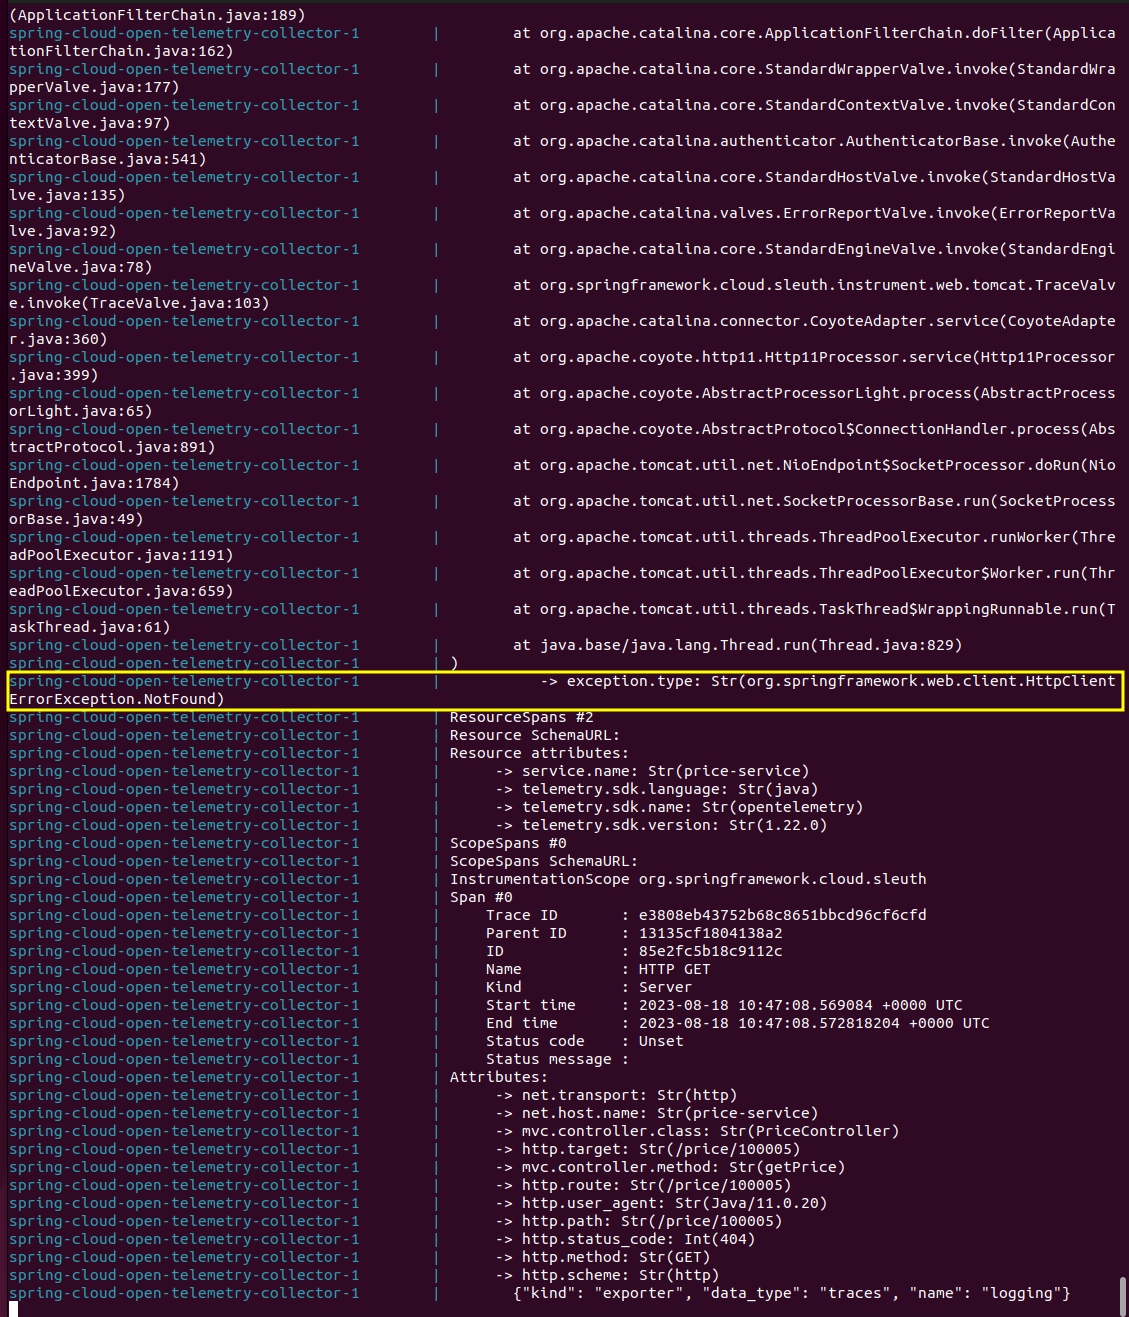 (ApplicationFilterChain.java:189)
spring-cloud-open-telemetry-collector-1 | at org.apache.catalina.core.ApplicationFilterChain.doFilter(Applica
tionFilterChain.java:162)
spring-cloud-open-telemetry-collector-1 | at org.apache.catalina.core.StandardWrapperValve.invoke(StandardWra
pperValve.java:177)
spring-cloud-open-telemetry-collector-1 | at org.apache.catalina.core.StandardContextValve.invoke(StandardCon
textValve.java:97)
spring-cloud-open-telemetry-collector-1 | at org.apache.catalina.authenticator.AuthenticatorBase.invoke(Authe
nticatorBase.java:541)
spring-cloud-open-telemetry-collector-1 | at org.apache.catalina.core.StandardHostValve.invoke(StandardHostVa
lve.java:135)
spring-cloud-open-telemetry-collector-1 | at org.apache.catalina.valves.ErrorReportValve.invoke(ErrorReportVa
lve.java:92)
spring-cloud-open-telemetry-collector-1 | at org.apache.catalina.core.StandardEngineValve.invoke(StandardEngi
neValve.java:78)
spring-cloud-open-telemetry-collector-1 | at org.springframework.cloud.sleuth.instrument.web.tomcat.TraceValv
e.invoke(TraceValve.java:103)
spring-cloud-open-telemetry-collector-1 | at org.apache.catalina.connector.CoyoteAdapter.service(CoyoteAdapte
r.java:360)
spring-cloud-open-telemetry-collector-1 | at org.apache.coyote.http11.Http11Processor.service(Http11Processor
.java:399)
spring-cloud-open-telemetry-collector-1 | at org.apache.coyote.AbstractProcessorLight.process(AbstractProcess
orLight.java:65)
spring-cloud-open-telemetry-collector-1 | at org.apache.coyote.AbstractProtocol$ConnectionHandler.process(Abs
tractProtocol.java:891)
spring-cloud-open-telemetry-collector-1 | at org.apache.tomcat.util.net.NioEndpoint$SocketProcessor.doRun(Nio
Endpoint.java:1784)
spring-cloud-open-telemetry-collector-1 | at org.apache.tomcat.util.net.SocketProcessorBase.run(SocketProcess
orBase.java:49)
spring-cloud-open-telemetry-collector-1 | at org.apache.tomcat.util.threads.ThreadPoolExecutor.runWorker(Thre
adPoolExecutor.java:1191)
spring-cloud-open-telemetry-collector-1 | at org.apache.tomcat.util.threads.ThreadPoolExecutor$Worker.run(Thr
eadPoolExecutor.java:659)
spring-cloud-open-telemetry-collector-1 | at org.apache.tomcat.util.threads.TaskThread$WrappingRunnable.run(T
askThread.java:61)
spring-cloud-open-telemetry-collector-1 | at java.base/java.lang.Thread.run(Thread.java:829)
spring-cloud-open-telemetry-collector-1 | )
spring-cloud-open-telemetry-collector-1 | -> exception.type: Str(org.springframework.web.client.HttpClient
ErrorException.NotFound)
spring-cloud-open-telemetry-collector-1 | ResourceSpans #2
spring-cloud-open-telemetry-collector-1 | Resource SchemaURL:
spring-cloud-open-telemetry-collector-1 | Resource attributes:
spring-cloud-open-telemetry-collector-1 | -> service.name: Str(price-service)
spring-cloud-open-telemetry-collector-1 | -> telemetry.sdk.language: Str(java)
spring-cloud-open-telemetry-collector-1 | -> telemetry.sdk.name: Str(opentelemetry)
spring-cloud-open-telemetry-collector-1 | -> telemetry.sdk.version: Str(1.22.0)
spring-cloud-open-telemetry-collector-1 | ScopeSpans #0
spring-cloud-open-telemetry-collector-1 | ScopeSpans SchemaURL:
spring-cloud-open-telemetry-collector-1 | InstrumentationScope org.springframework.cloud.sleuth
spring-cloud-open-telemetry-collector-1 | Span #0
spring-cloud-open-telemetry-collector-1 | Trace ID : e3808eb43752b68c8651bbcd96cf6cfd
spring-cloud-open-telemetry-collector-1 | Parent ID : 13135cf1804138a2
spring-cloud-open-telemetry-collector-1 | ID : 85e2fc5b18c9112c
spring-cloud-open-telemetry-collector-1 | Name : HTTP GET
spring-cloud-open-telemetry-collector-1 | Kind : Server
spring-cloud-open-telemetry-collector-1 | Start time : 2023-08-18 10:47:08.569084 +0000 UTC
spring-cloud-open-telemetry-collector-1 | End time : 2023-08-18 10:47:08.572818204 +0000 UTC
spring-cloud-open-telemetry-collector-1 | Status code : Unset
spring-cloud-open-telemetry-collector-1 | Status message :
spring-cloud-open-telemetry-collector-1 | Attributes:
spring-cloud-open-telemetry-collector-1 | -> net.transport: Str(http)
spring-cloud-open-telemetry-collector-1 | -> net.host.name: Str(price-service)
spring-cloud-open-telemetry-collector-1 | -> mvc.controller.class: Str(PriceController)
spring-cloud-open-telemetry-collector-1 | -> http.target: Str(/price/100005)
spring-cloud-open-telemetry-collector-1 | -> mvc.controller.method: Str(getPrice)
spring-cloud-open-telemetry-collector-1 | -> http.route: Str(/price/100005)
spring-cloud-open-telemetry-collector-1 | -> http.user_agent: Str(Java/11.0.20)
spring-cloud-open-telemetry-collector-1 | -> http.path: Str(/price/100005)
spring-cloud-open-telemetry-collector-1 | -> http.status_code: Int(404)
spring-cloud-open-telemetry-collector-1 | -> http.method: Str(GET)
spring-cloud-open-telemetry-collector-1 | -> http.scheme: Str(http)
spring-cloud-open-telemetry-collector-1 | {"kind": "exporter", "data_type": "traces", "name": "logging"}